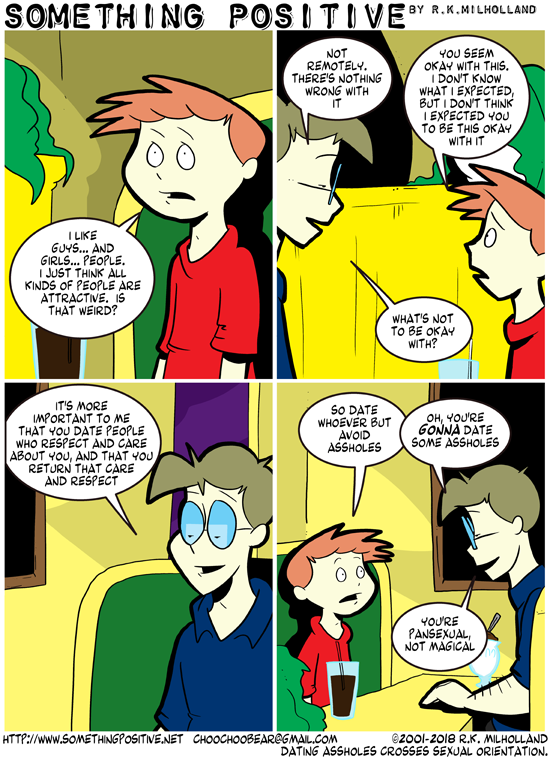 SOMETHING POSITIVE BY R.K.MILHOLLAND
I LIKE
GUYS... AND
GIRLS... PEOPLE.
I JUST THINK ALL
KINDS OF PEOPLE ARE
ATTRACTIVE. IS
THAT WEIRD?
NOT
REMOTELY.
THERE'S NOTHING
WRONG WITH
IT
YOU SEEM
OKAY WITH THIS.
I DON'T KNOW
WHAT I EXPECTED,
BUT I DON'T THINK
I EXPECTED YOU
TO BE THIS OKAY
WITH IT
WHAT'S NOT
TO BE OKAY
WITH?
IT'S MORE
IMPORTANT TO ME
THAT YOU DATE PEOPLE
WHO RESPECT AND CARE
ABOUT YOU, AND THAT YOU
RETURN THAT CARE
AND RESPECT
SO DATE
WHOEVER BUT
AVOID
ASSHOLES
OH, YOU'RE
GONNA DATE
SOME ASSHOLES
YOU'RE
PANSEXUAL,
NOT MAGICAL
HTTP://WWW.SOMETHINGPOSITIVE.NET CHOOCHOOBEAR@GMAIL.COM ©2001-2018 R.K. MILHOLLAND
DATING ASSHOLES CROSSES SEXUAL ORIENTATION.